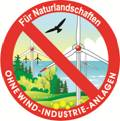 Für Naturlandschaften
OHNE WIND-INDUSTRIE-ANLAGEN